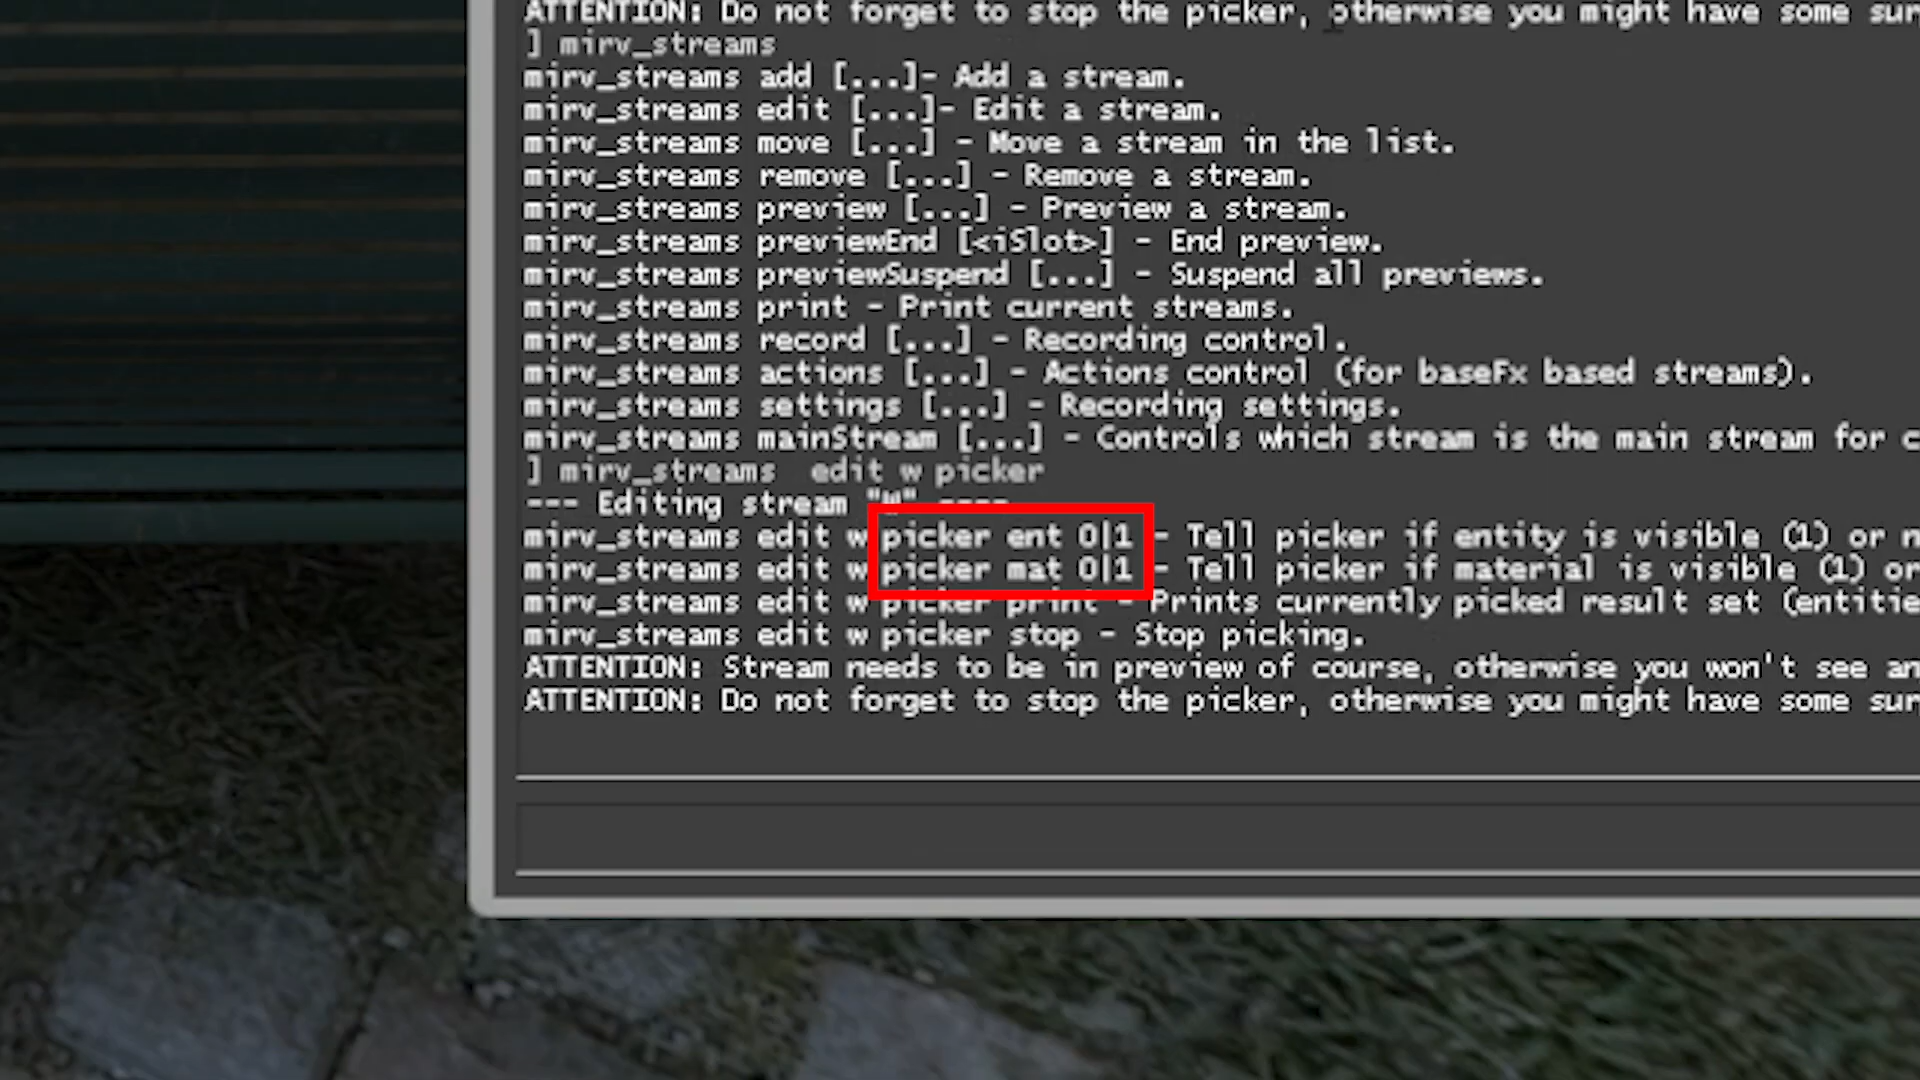 ATTENTION: Do not forget to stop the picker, otherwise you might have some sur
] mirv_streams
mirv_streams add [...]- Add a stream.
mirv_streams edit [...]- Edit a stream.
mirv_streams move [...] - Move a stream in the list.
mirv_streams remove [...] - Remove a stream.
mirv_streams preview [...] - Preview a stream.
mirv_streams previewEnd [<iSlot>] - End preview.
mirv_streams previewSuspend [...] - Suspend all previews.
mirv_streams print - Print current streams.
mirv_streams record [...] - Recording control.
mirv_streams actions [...] - Actions control (for baseFx based streams).
mirv_streams settings [...] - Recording settings.
mirv_streams mainStream [...] - Controls which stream is the main stream for c
] mirv_streams  edit w picker
--- Editing stream "W" ----
mirv_streams edit w picker ent 0|1 - Tell picker if entity is visible (1) or n
mirv_streams edit w picker mat 0|1 - Tell picker if material is visible (1) or
mirv_streams edit w picker print - Prints currently picked result set (entitie
mirv_streams edit w picker stop - Stop picking.
ATTENTION: Stream needs to be in preview of course, otherwise you won't see an
ATTENTION: Do not forget to stop the picker, otherwise you might have some sur